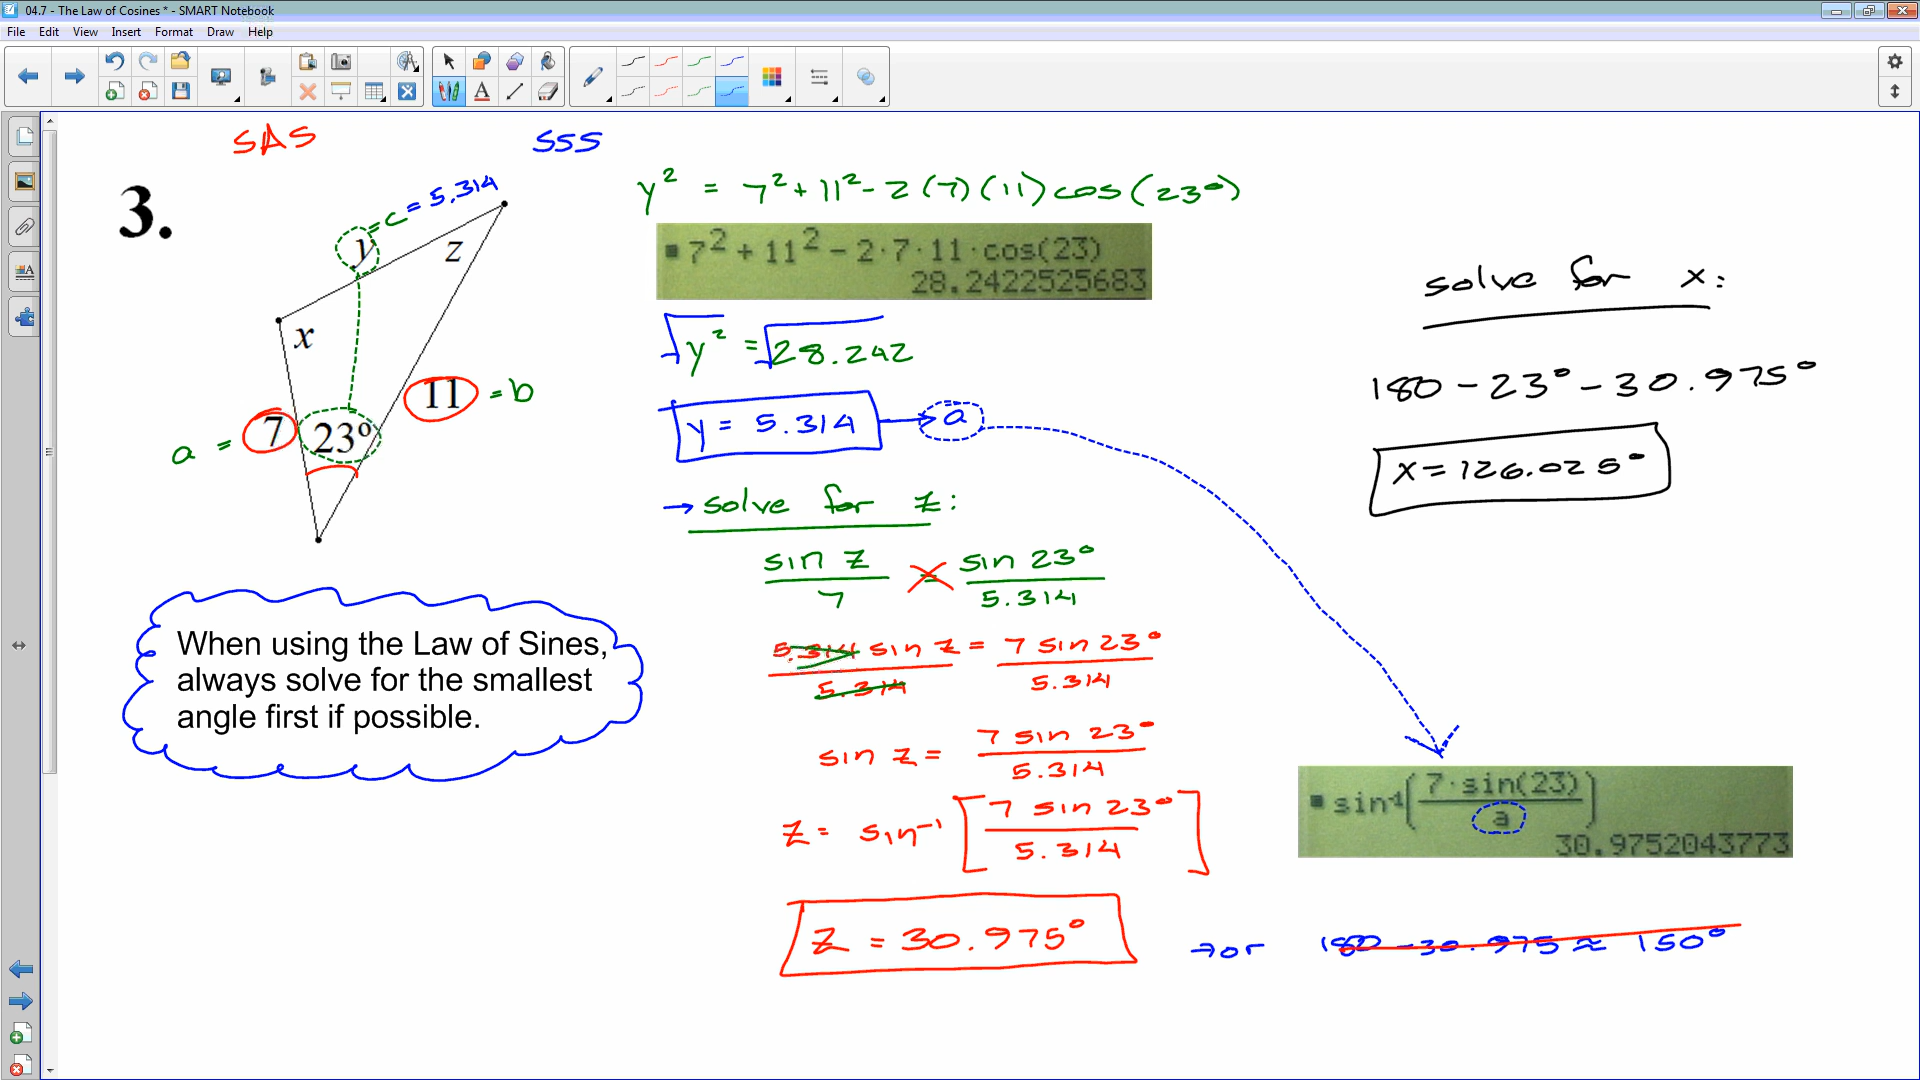 04.7 - The Law of Cosines * - SMART Notebook
File Edit View Insert Format Draw Help
SAS
SSS
3.
y = c = 5.314
z
x
11 = b
a = 7
23º
When using the Law of Sines,
always solve for the smallest
angle first if possible.
y² = 7² + 11² - 2(7)(11)cos(23°)
7² + 11² - 2·7·11·cos(23)
28.2422525683
√y² = √28.242
y = 5.314 → a
→ solve for z:
sin z / 7 = sin 23° / 5.314
5.314 sin z / 5.314 = 7 sin 23° / 5.314
sin z = 7 sin 23° / 5.314
z = sin⁻¹ [7 sin 23° / 5.314]
z = 30.975°
→ or 180 - 30.975 ≈ 150°
solve for x:
180 - 23° - 30.975°
x = 126.025°
sin⁻¹(7·sin(23) / a)
30.9752043773